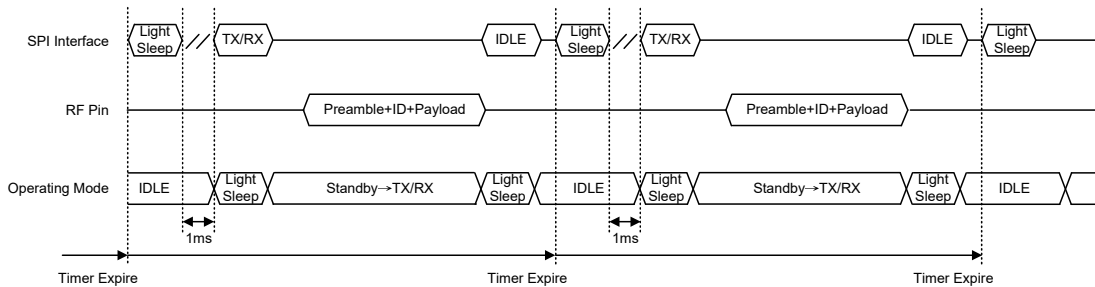 SPI Interface
Light
Sleep
TX/RX
IDLE
Light
Sleep
TX/RX
IDLE
Light
Sleep
RF Pin
Preamble+ID+Payload
Preamble+ID+Payload
Operating Mode
IDLE
Light
Sleep
Standby→TX/RX
Light
Sleep
IDLE
Light
Sleep
Standby→TX/RX
Light
Sleep
IDLE
1ms
1ms
Timer Expire
Timer Expire
Timer Expire